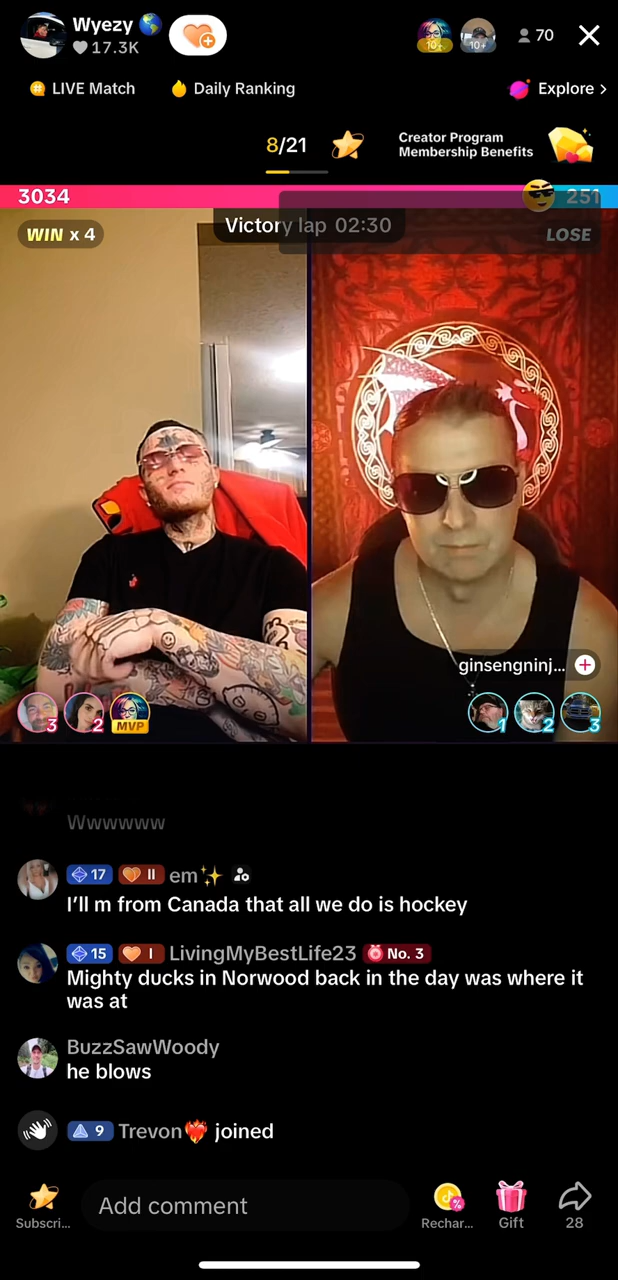 Wyezy
17.3K
10+
10+
70
LIVE Match
Daily Ranking
Explore
8/21
Creator Program
Membership Benefits
3034
251
WIN x 4
Victory lap 02:30
LOSE
ginsengninj...
3
2
MVP
1
2
3
Wwwwww
17
II
em
I'll m from Canada that all we do is hockey
15
I
LivingMyBestLife23
No. 3
Mighty ducks in Norwood back in the day was where it
was at
BuzzSawWoody
he blows
9
Trevon
joined
Add comment
Subscri...
Rechar...
Gift
28